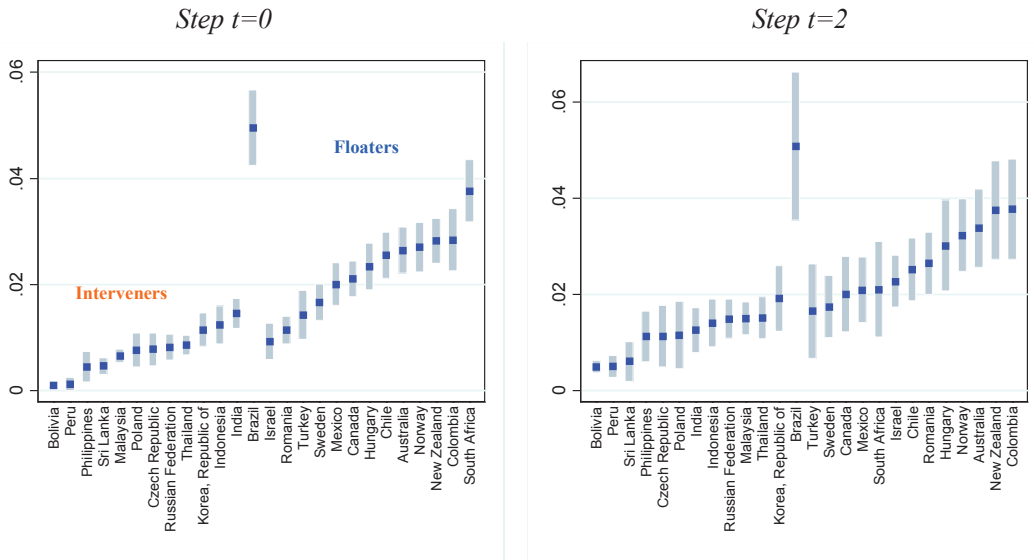 Step t=0
Step t=2
.06
.04
.02
0
Interveners
Floaters
Bolivia
Peru
Philippines
Sri Lanka
Malaysia
Poland
Czech Republic
Russian Federation
Thailand
Korea, Republic of
Indonesia
India
Brazil
Israel
Romania
Turkey
Sweden
Mexico
Canada
Hungary
Chile
Australia
Norway
New Zealand
Colombia
South Africa
.06
.04
.02
0
Bolivia
Peru
Sri Lanka
Philippines
Czech Republic
Poland
India
Indonesia
Russian Federation
Malaysia
Thailand
Korea, Republic of
Brazil
Turkey
Sweden
Canada
Mexico
South Africa
Israel
Chile
Romania
Hungary
Norway
Australia
New Zealand
Colombia